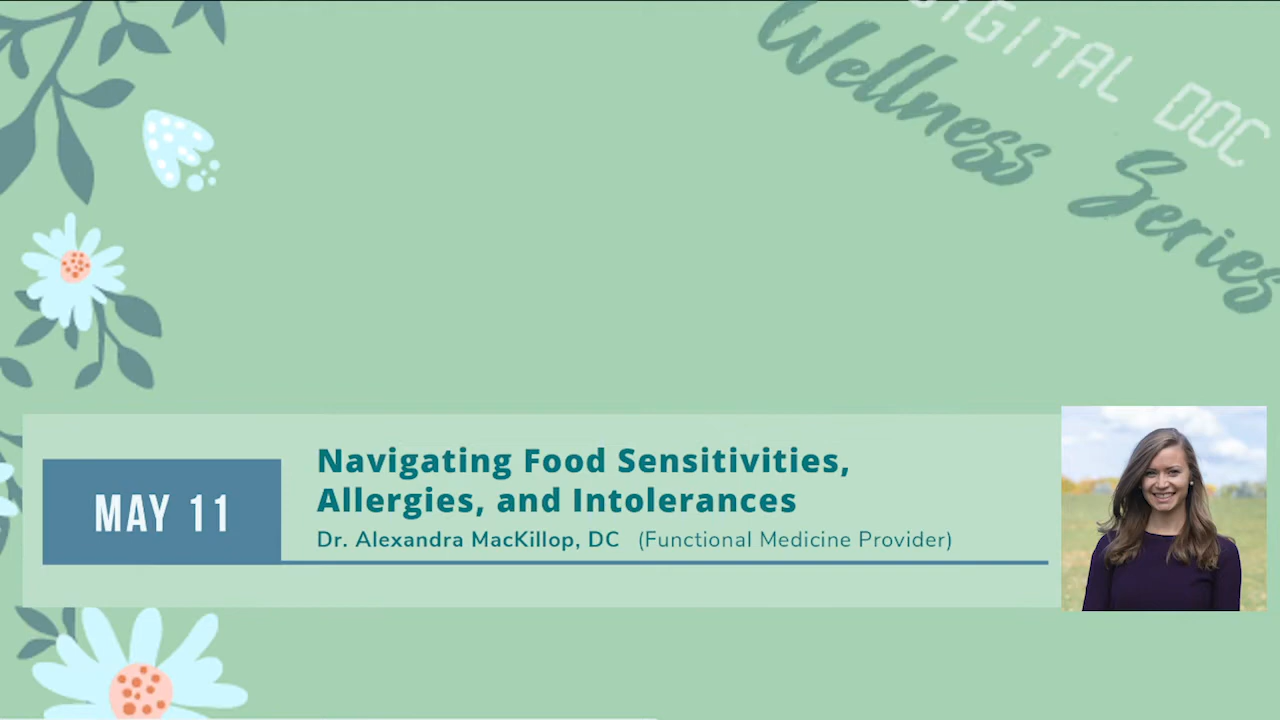 DIGITAL DOC
Wellness Series
MAY 11
Navigating Food Sensitivities,
Allergies, and Intolerances
Dr. Alexandra MacKillop, DC (Functional Medicine Provider)